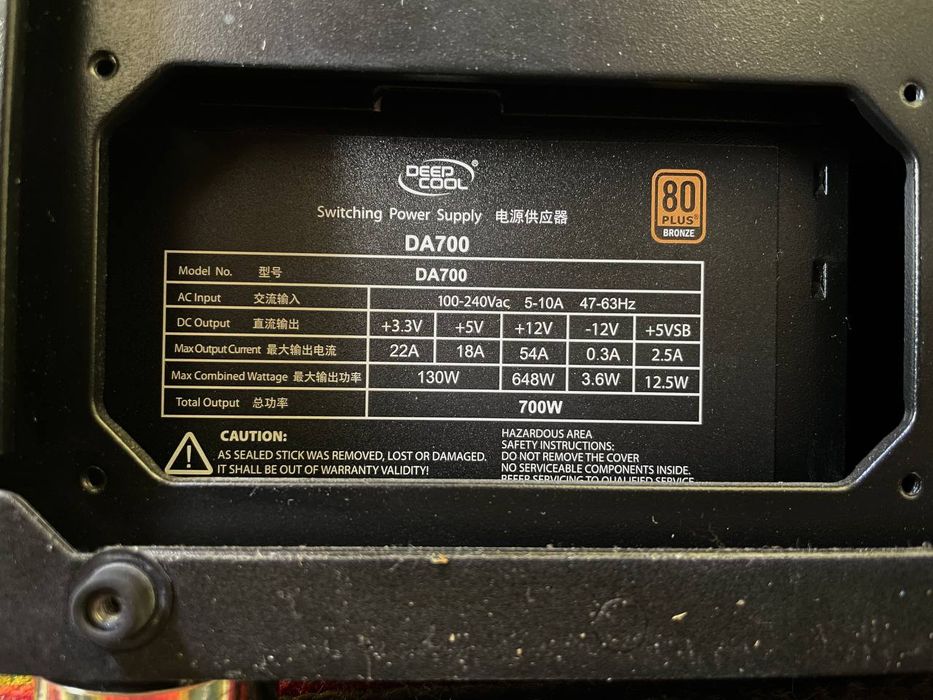 DEEP
COOL®
Switching Power Supply 电源供应器
80
PLUS®
BRONZE
DA700
Model No. 型号 DA700
AC Input 交流输入 100-240Vac 5-10A 47-63Hz
DC Output 直流输出 +3.3V +5V +12V -12V +5VSB
Max Output Current 最大输出电流 22A 18A 54A 0.3A 2.5A
Max Combined Wattage 最大输出功率 130W 648W 3.6W 12.5W
Total Output 总功率 700W
CAUTION:
AS SEALED STICK WAS REMOVED, LOST OR DAMAGED.
IT SHALL BE OUT OF WARRANTY VALIDITY!
HAZARDOUS AREA
SAFETY INSTRUCTIONS:
DO NOT REMOVE THE COVER
NO SERVICEABLE COMPONENTS INSIDE.
REFER SERVICING TO QUALIFIED SERVICE